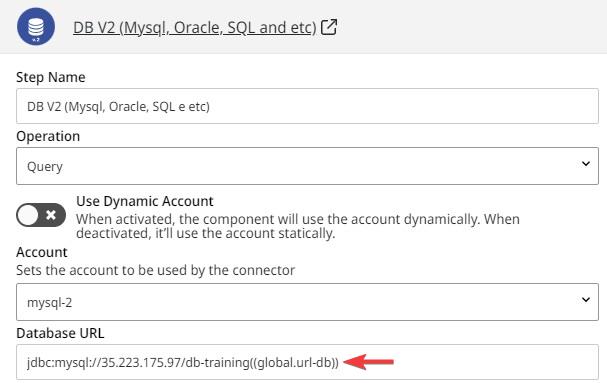 v.2
DB V2 (Mysql, Oracle, SQL and etc)
Step Name
DB V2 (Mysql, Oracle, SQL e etc)
Operation
Query
Use Dynamic Account
When activated, the component will use the account dynamically. When
deactivated, it'll use the account statically.
Account
Sets the account to be used by the connector
mysql-2
Database URL
jdbc:mysql://35.223.175.97/db-training((global.url-db))